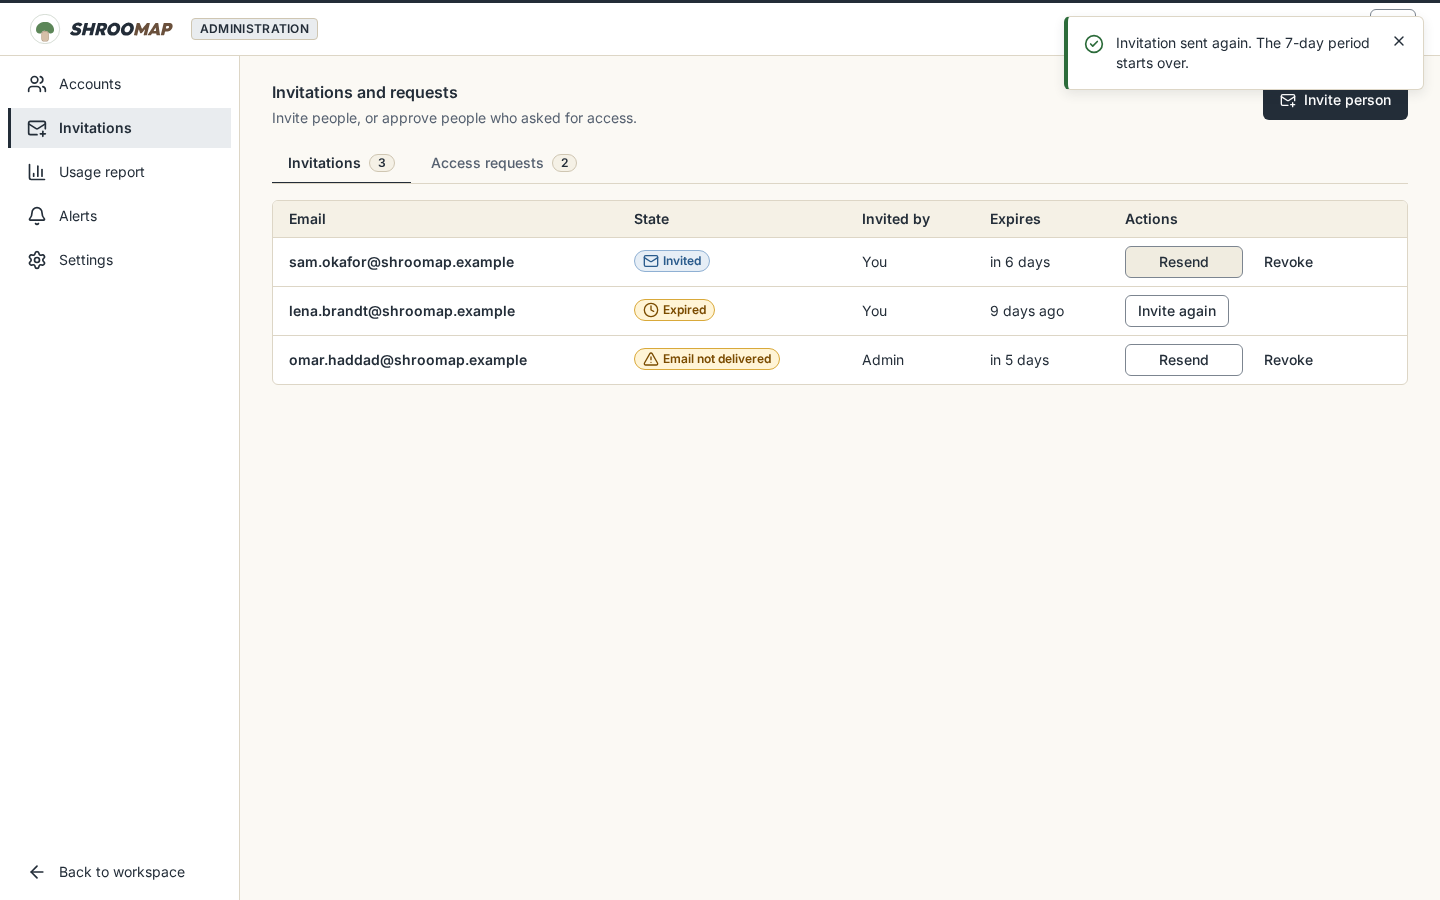 SHROOMAP
ADMINISTRATION
Invitation sent again. The 7-day period
starts over.
Accounts
Invitations
Usage report
Alerts
Settings
Back to workspace
Invitations and requests
Invite people, or approve people who asked for access.
Invite person
Invitations 3
Access requests 2
Email State Invited by Expires Actions
sam.okafor@shroomap.example Invited You in 6 days Resend Revoke
lena.brandt@shroomap.example Expired You 9 days ago Invite again
omar.haddad@shroomap.example Email not delivered Admin in 5 days Resend Revoke